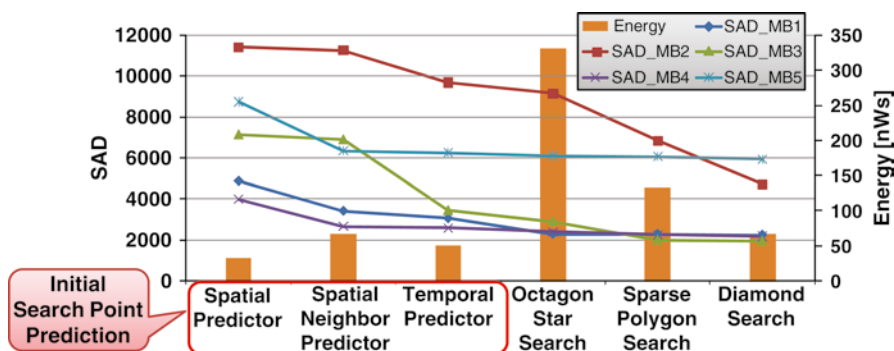 Energy
SAD_MB1
SAD_MB2
SAD_MB3
SAD_MB4
SAD_MB5
SAD
12000
10000
8000
6000
4000
2000
0
Energy [nWs]
350
300
250
200
150
100
50
0
Spatial
Predictor
Spatial
Neighbor
Predictor
Temporal
Predictor
Octagon
Star
Search
Sparse
Polygon
Search
Diamond
Search
Initial
Search Point
Prediction